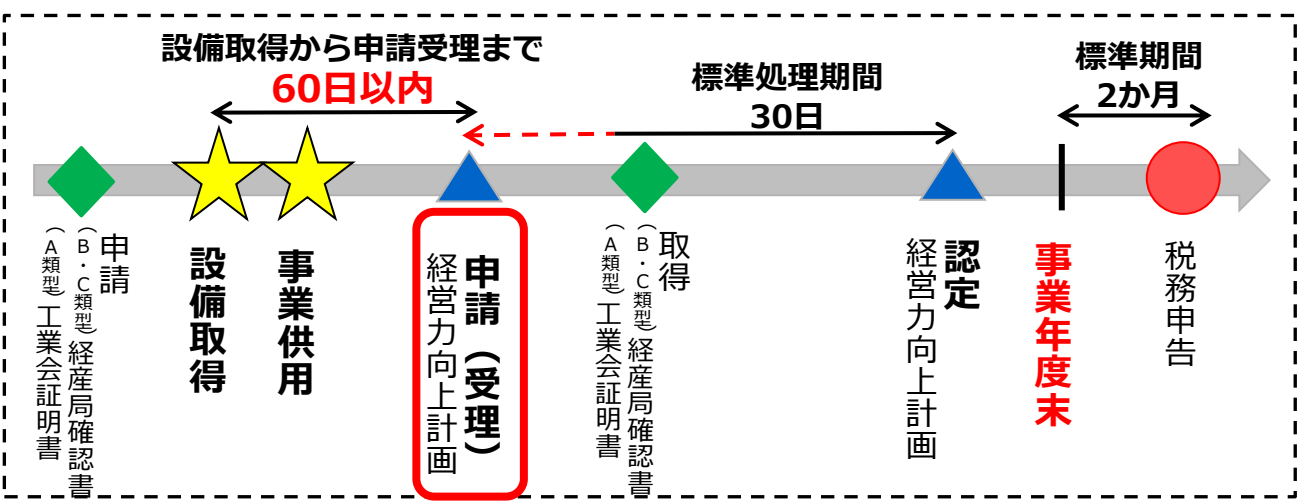 設備取得から申請受理まで
60日以内
標準処理期間
30日
標準期間
2か月
申請
（B・C類型）経産局確認書
（A類型）工業会証明書
設備取得
事業供用
申請（受理）
経営力向上計画
取得
（B・C類型）経産局確認書
（A類型）工業会証明書
認定
経営力向上計画
事業年度末
税務申告